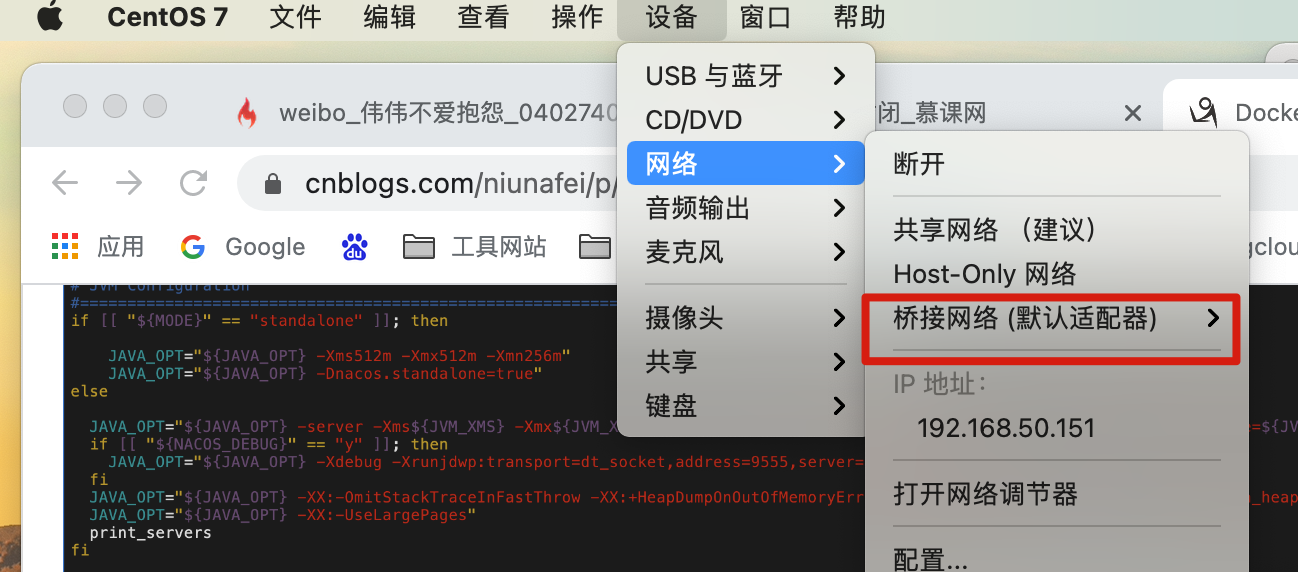 CentOS 7 文件 编辑 查看 操作 设备 窗口 帮助
weibo_伟伟不爱抱怨_0402740
闭_慕课网
Docke
cnblogs.com/niunafei/p/
应用 Google du 工具网站
gclou
USB 与蓝牙
CD/DVD
网络
音频输出
麦克风
摄像头
共享
键盘
断开
共享网络 （建议）
Host-Only 网络
桥接网络 (默认适配器)
IP 地址：
192.168.50.151
打开网络调节器
配置...
# JVM Configuration
#=============================================================
if [[ "${MODE}" == "standalone" ]]; then
JAVA_OPT="${JAVA_OPT} -Xms512m -Xmx512m -Xmn256m"
JAVA_OPT="${JAVA_OPT} -Dnacos.standalone=true"
else
JAVA_OPT="${JAVA_OPT} -server -Xms${JVM_XMS} -Xmx${JVM_X =${JV
if [[ "${NACOS_DEBUG}" == "y" ]]; then
JAVA_OPT="${JAVA_OPT} -Xdebug -Xrunjdwp:transport=dt_socket,address=9555,server=
fi
JAVA_OPT="${JAVA_OPT} -XX:-OmitStackTraceInFastThrow -XX:+HeapDumpOnOutOfMemoryErr _heap
JAVA_OPT="${JAVA_OPT} -XX:-UseLargePages"
print_servers
fi